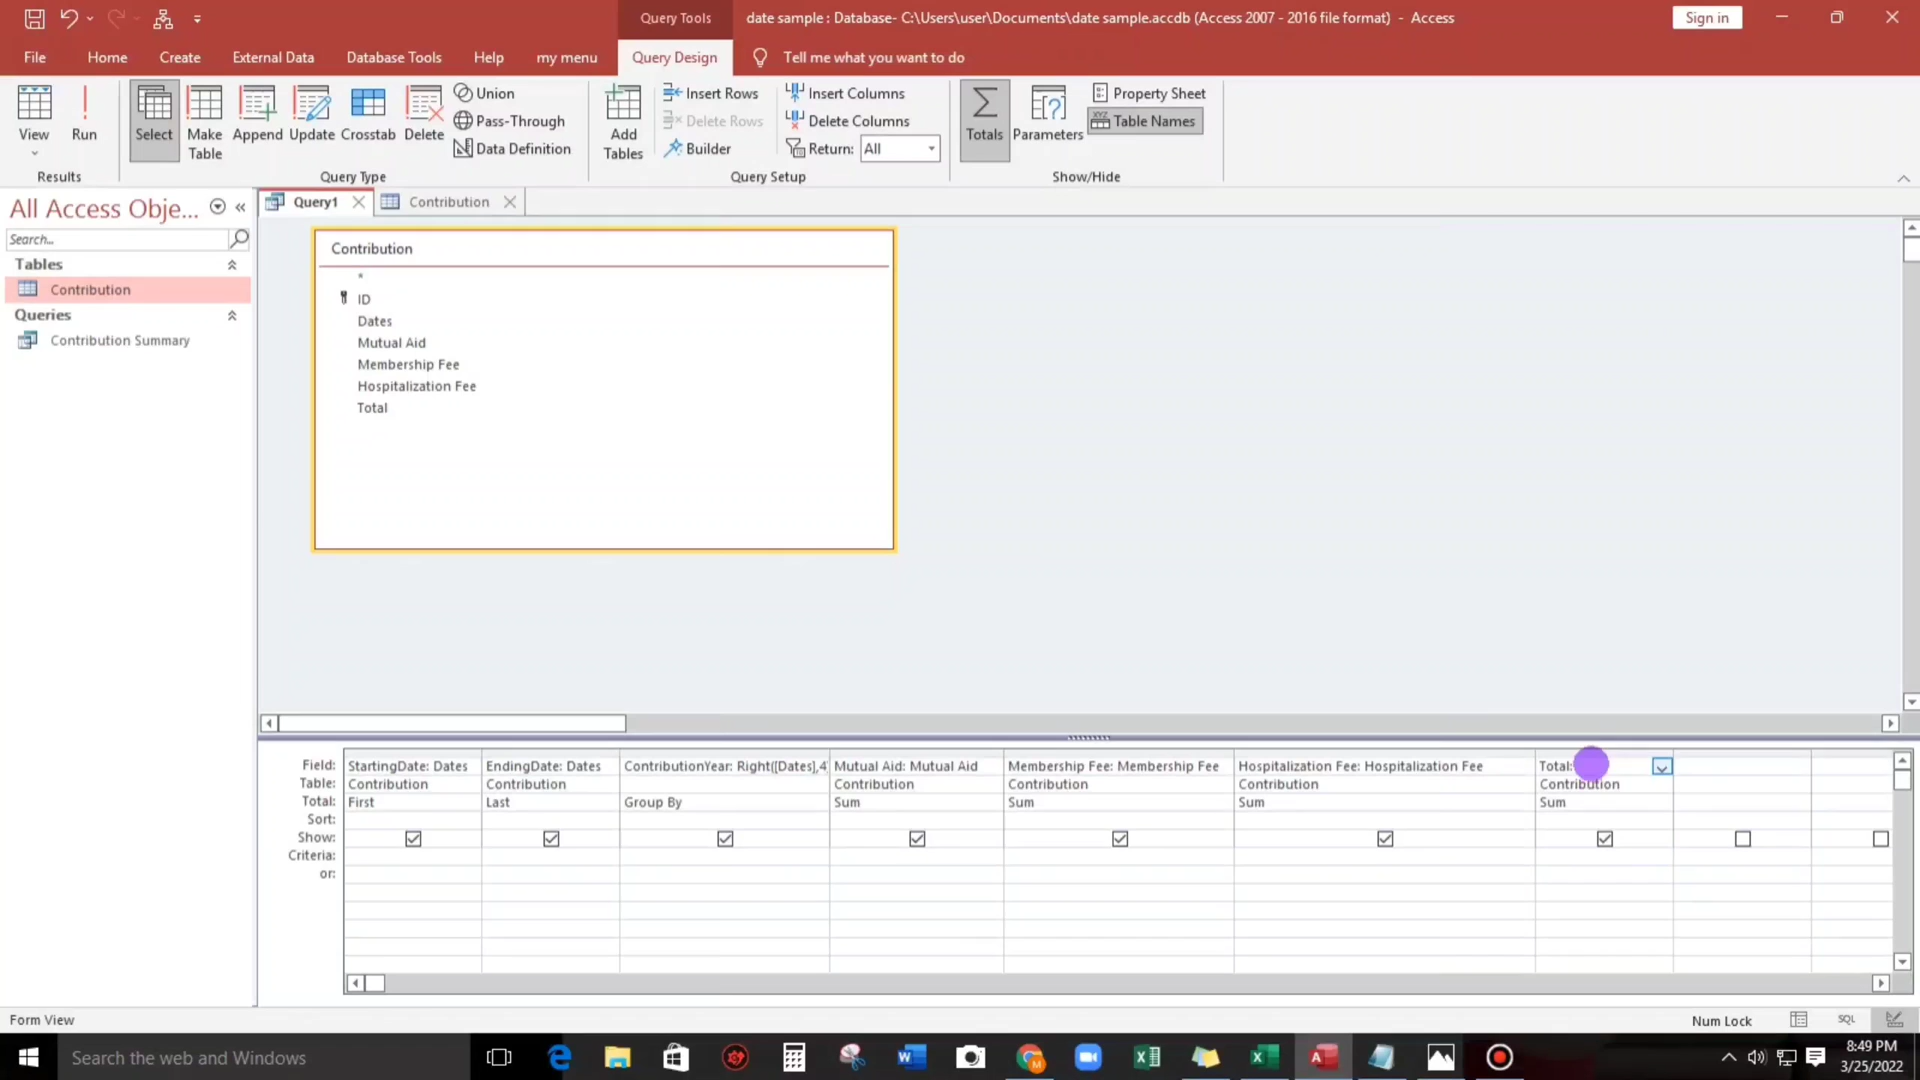 Query Tools
date sample : Database- C:\Users\user\Documents\date sample.accdb (Access 2007 - 2016 file format) - Access
Sign in
File
Home
Create
External Data
Database Tools
Help
my menu
Query Design
Tell me what you want to do
View
Run
Select
Make Table
Append
Update
Crosstab
Delete
Union
Pass-Through
Data Definition
Add Tables
Insert Rows
Delete Rows
Builder
Insert Columns
Delete Columns
Return: All
Totals
Parameters
Property Sheet
XYZ Table Names
Results
Query Type
Query Setup
Show/Hide
All Access Obje...
Search...
Tables
Contribution
Queries
Contribution Summary
Query1
Contribution
Contribution
*
ID
Dates
Mutual Aid
Membership Fee
Hospitalization Fee
Total
Field: StartingDate: Dates EndingDate: Dates ContributionYear: Right([Dates],4) Mutual Aid: Mutual Aid Membership Fee: Membership Fee Hospitalization Fee: Hospitalization Fee Total:
Table: Contribution Contribution Contribution Contribution Contribution Contribution
Total: First Last Group By Sum Sum Sum Sum
Sort:
Show:
Criteria:
or:
Form View
Num Lock
SQL
Search the web and Windows
8:49 PM
3/25/2022